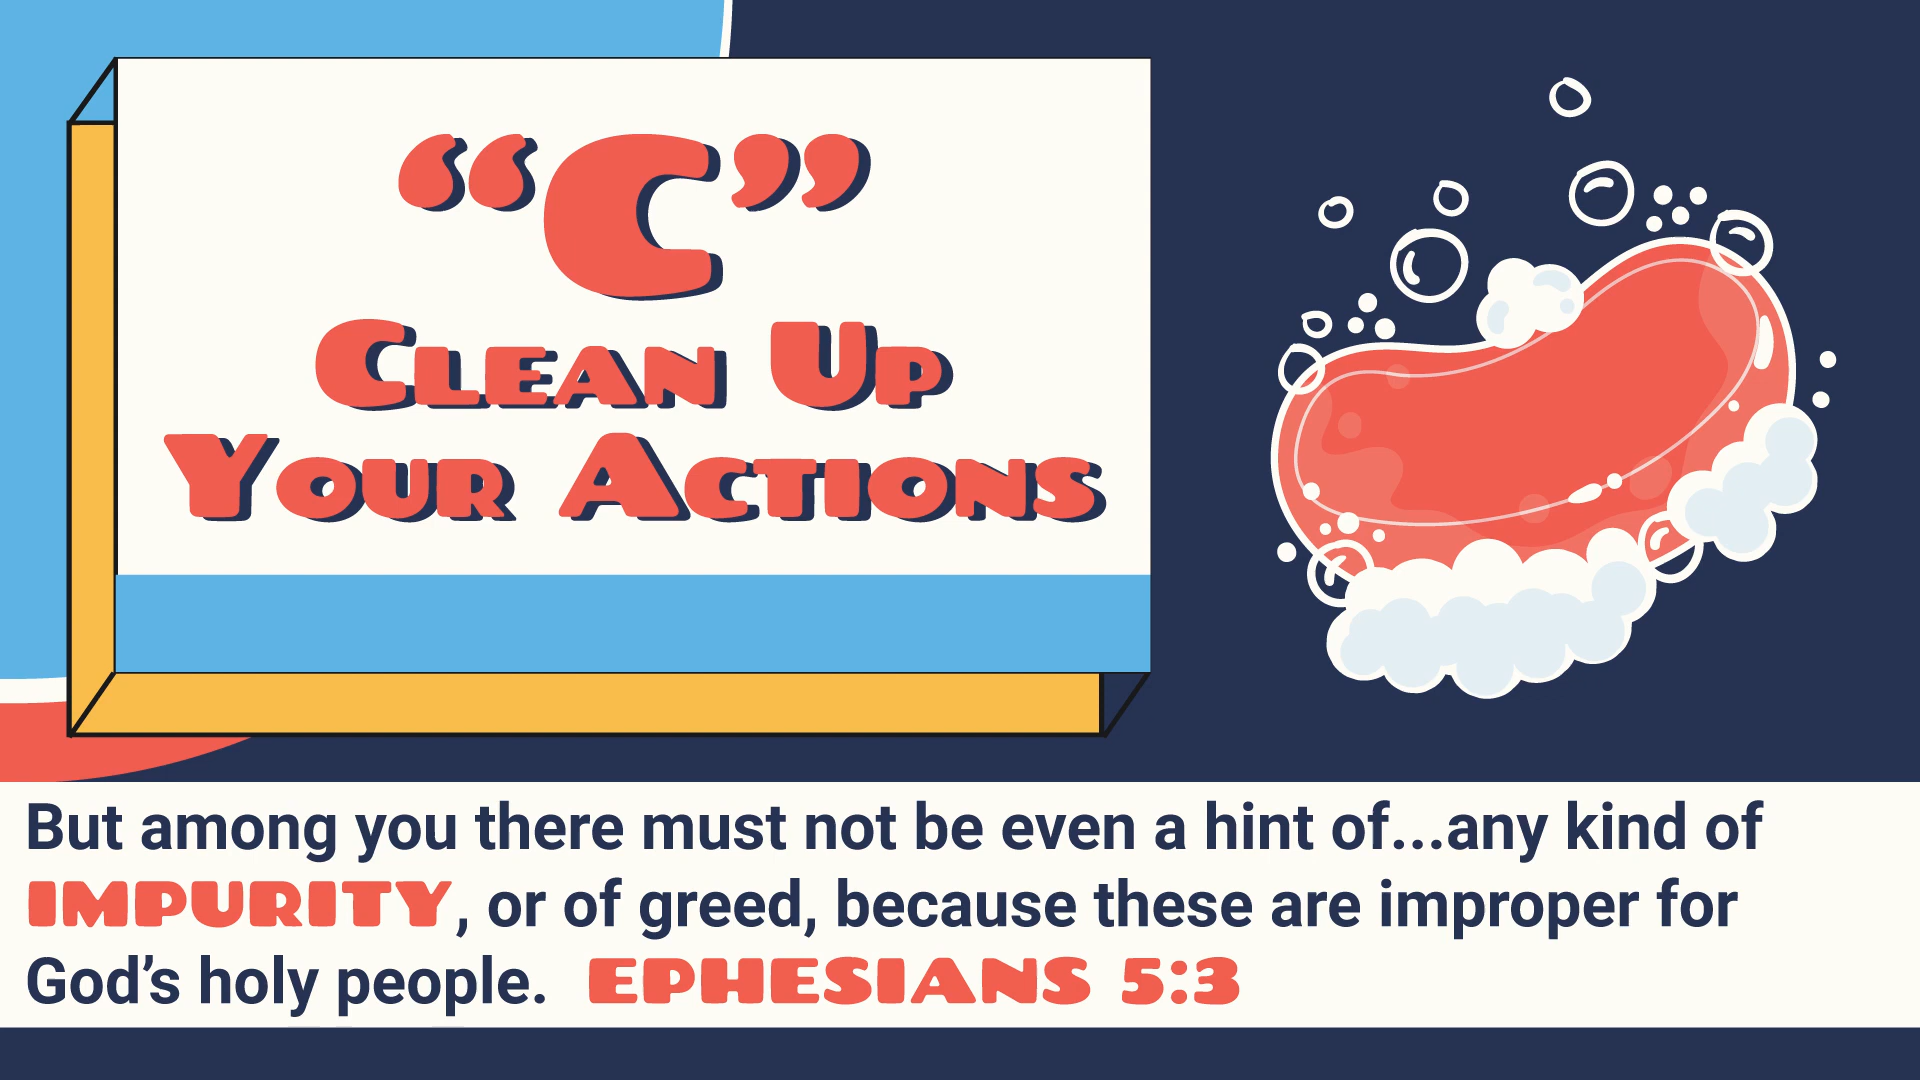 “C”
Clean Up
Your Actions
But among you there must not be even a hint of...any kind of
IMPURITY, or of greed, because these are improper for
God’s holy people. EPHESIANS 5:3